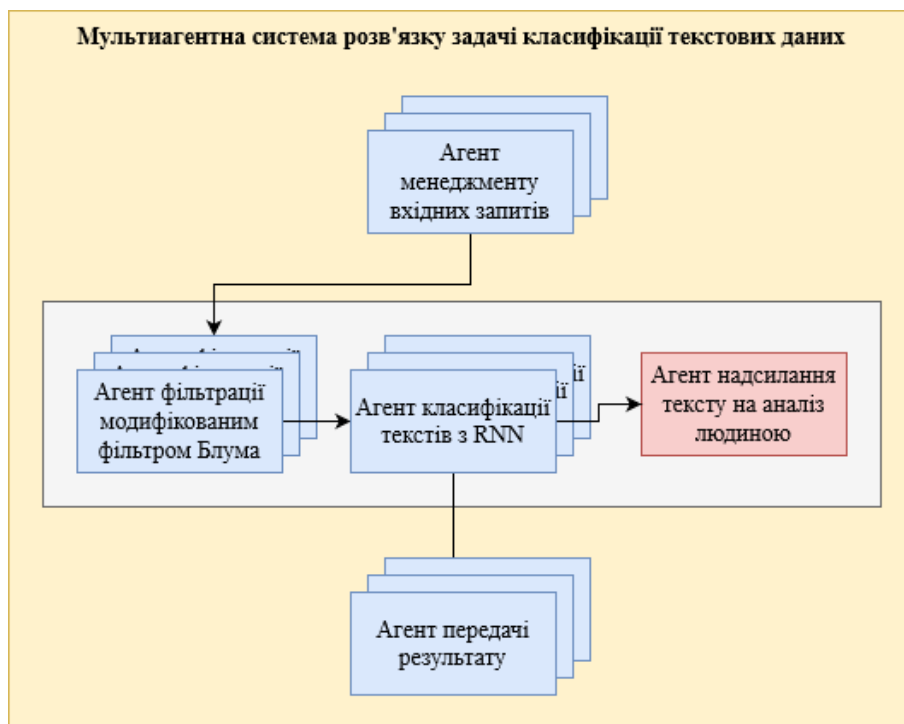 Мультиагентна система розв'язку задачі класифікації текстових даних
Агент
менеджменту
вхідних запитів
Агент фільтрації
модифікованим
фільтром Блума
Агент класифікації
текстів з RNN
Агент надсилання
тексту на аналіз
людиною
Агент передачі
результату